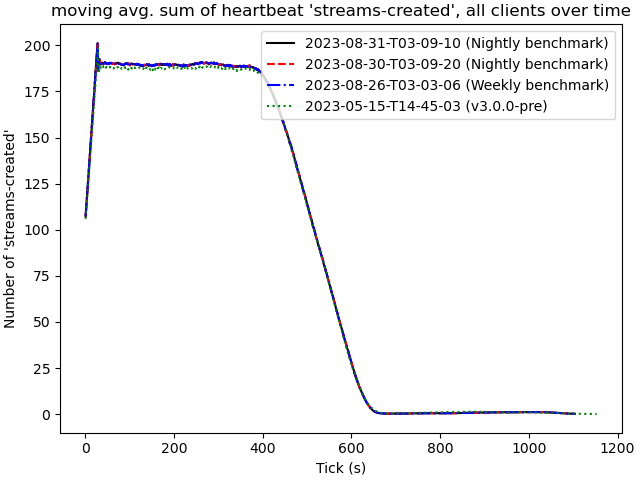 moving avg. sum of heartbeat 'streams-created', all clients over time
2023-08-31-T03-09-10 (Nightly benchmark)
2023-08-30-T03-09-20 (Nightly benchmark)
2023-08-26-T03-03-06 (Weekly benchmark)
2023-05-15-T14-45-03 (v3.0.0-pre)
Number of 'streams-created'
200
175
150
125
100
75
50
25
0
0 200 400 600 800 1000 1200
Tick (s)